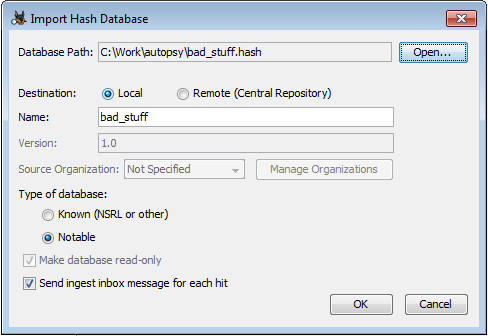 Import Hash Database
Database Path: C:\Work\autopsy\bad_stuff.hash Open...
Destination: Local Remote (Central Repository)
Name: bad_stuff
Version: 1.0
Source Organization: Not Specified Manage Organizations
Type of database:
Known (NSRL or other)
Notable
Make database read-only
Send ingest inbox message for each hit
OK Cancel